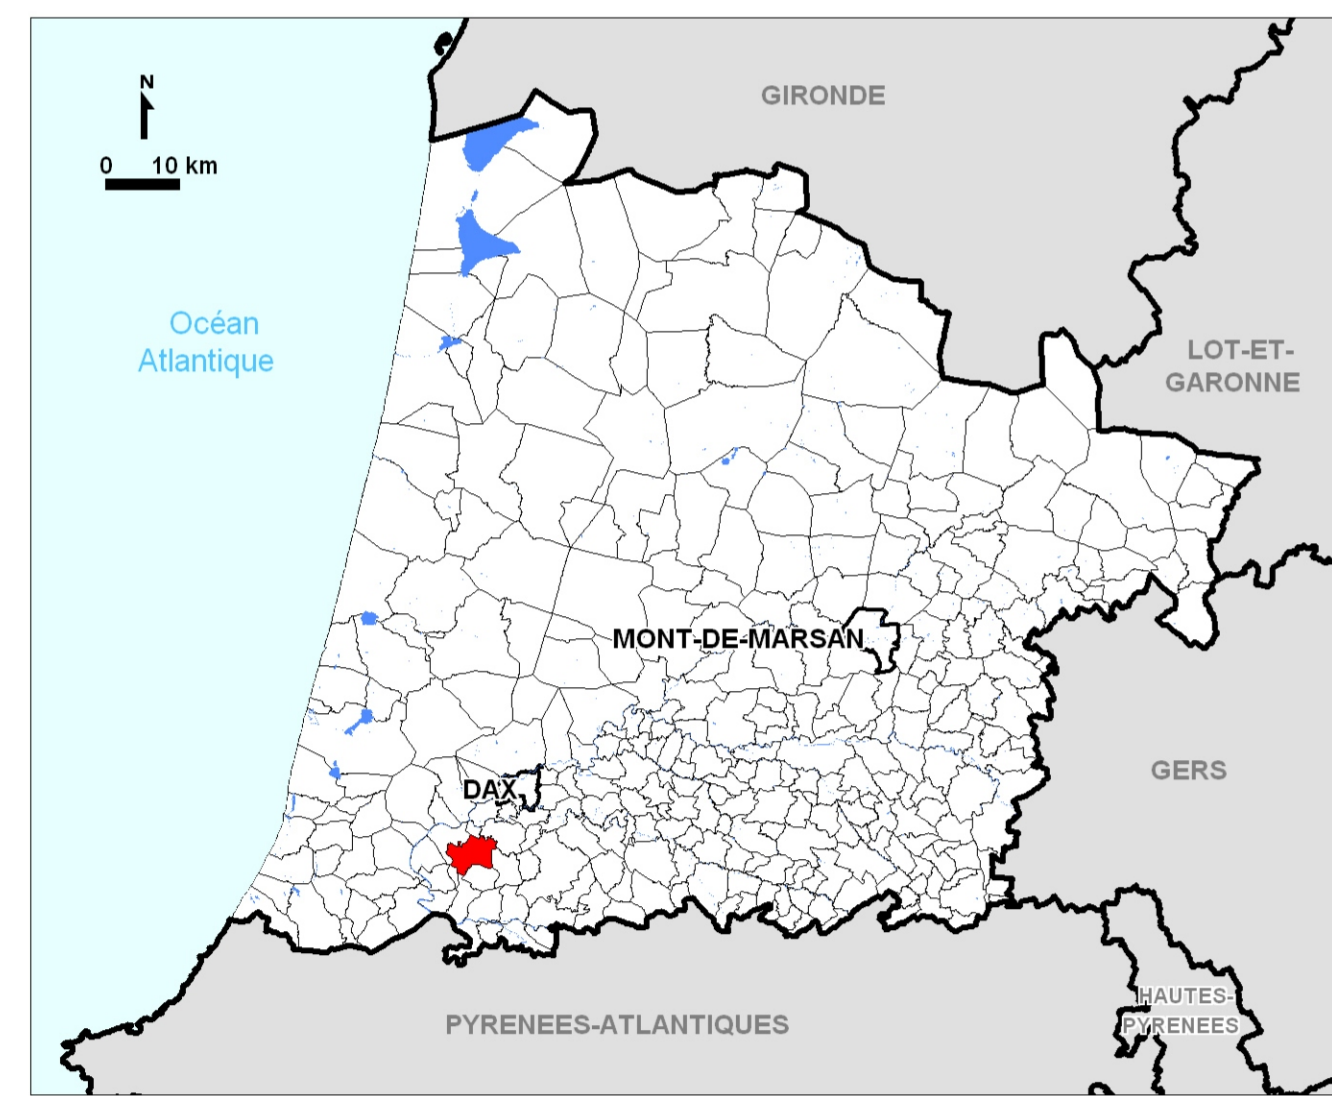 N
0 10 km
GIRONDE
Océan
Atlantique
LOT-ET-
GARONNE
MONT-DE-MARSAN
GERS
DAX
HAUTES-
PYRENEES
PYRENEES-ATLANTIQUES